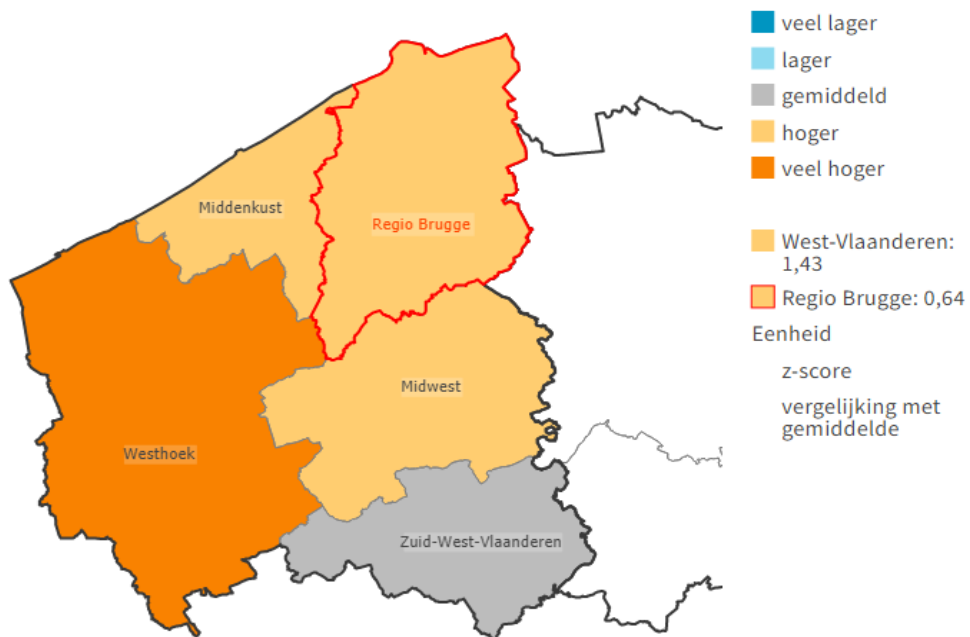 veel lager
lager
gemiddeld
hoger
veel hoger
Middenkust
Regio Brugge
West-Vlaanderen:
1,43
Regio Brugge: 0,64
Eenheid
z-score
vergelijking met
gemiddelde
Midwest
Westhoek
Zuid-West-Vlaanderen